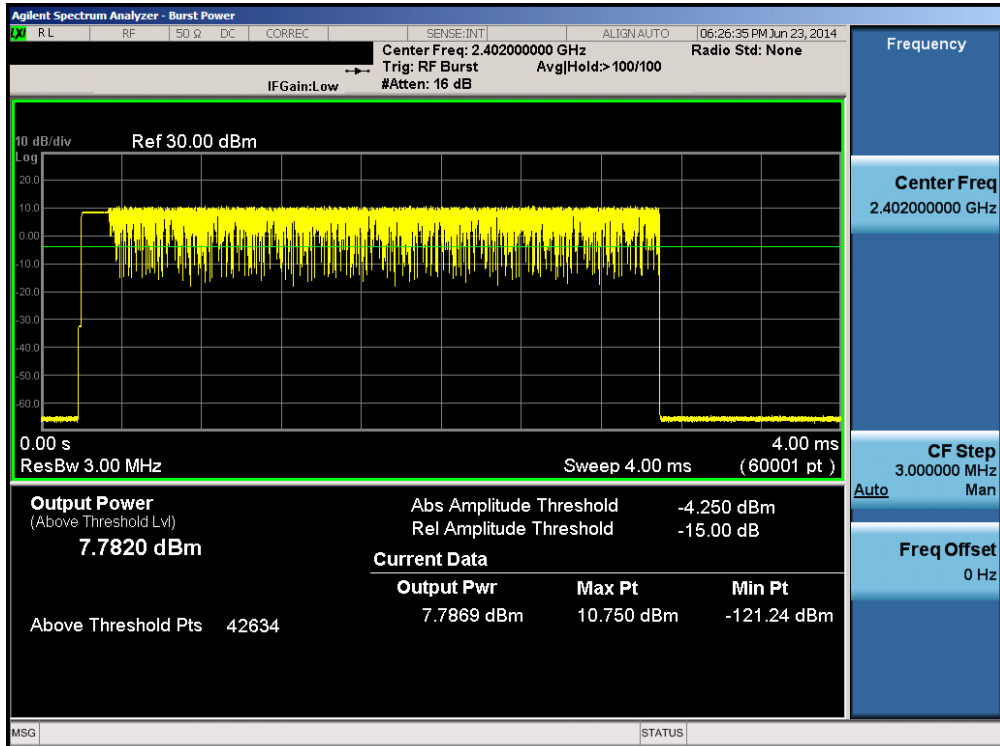 Agilent Spectrum Analyzer - Burst Power
LXI RL RF 50 Ω DC CORREC SENSE:INT ALIGN AUTO 06:26:35 PM Jun 23, 2014
Center Freq: 2.402000000 GHz Radio Std: None
Trig: RF Burst Avg|Hold:>100/100
IFGain:Low #Atten: 16 dB
10 dB/div Ref 30.00 dBm
Log
20.0
10.0
0.00
-10.0
-20.0
-30.0
-40.0
-50.0
-60.0
0.00 s 4.00 ms
ResBw 3.00 MHz Sweep 4.00 ms (60001 pt)
Output Power
(Above Threshold Lvl)
7.7820 dBm
Above Threshold Pts 42634
Abs Amplitude Threshold -4.250 dBm
Rel Amplitude Threshold -15.00 dB
Current Data
Output Pwr Max Pt Min Pt
7.7869 dBm 10.750 dBm -121.24 dBm
Frequency
Center Freq
2.402000000 GHz
CF Step
3.000000 MHz
Auto Man
Freq Offset
0 Hz
MSG STATUS